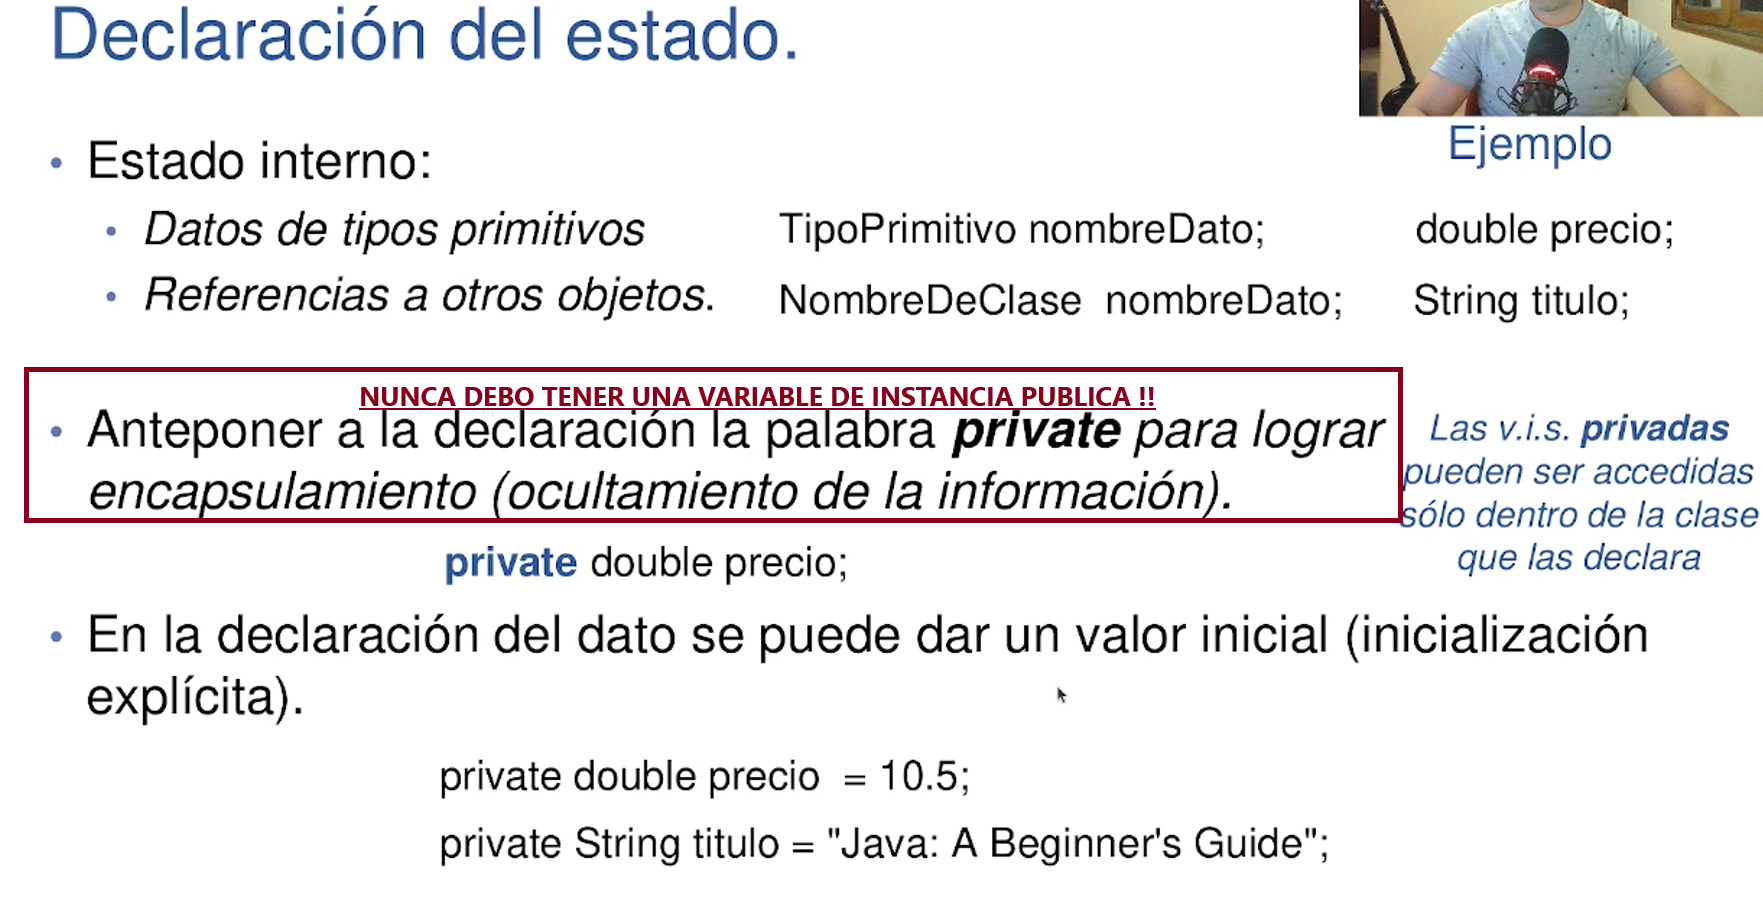 Declaración del estado.
Ejemplo
• Estado interno:
• Datos de tipos primitivos TipoPrimitivo nombreDato; double precio;
• Referencias a otros objetos. NombreDeClase nombreDato; String titulo;
NUNCA DEBO TENER UNA VARIABLE DE INSTANCIA PUBLICA !!
• Anteponer a la declaración la palabra private para lograr
encapsulamiento (ocultamiento de la información).
Las v.i.s. privadas
pueden ser accedidas
sólo dentro de la clase
que las declara
private double precio;
• En la declaración del dato se puede dar un valor inicial (inicialización
explícita).
private double precio = 10.5;
private String titulo = "Java: A Beginner's Guide";